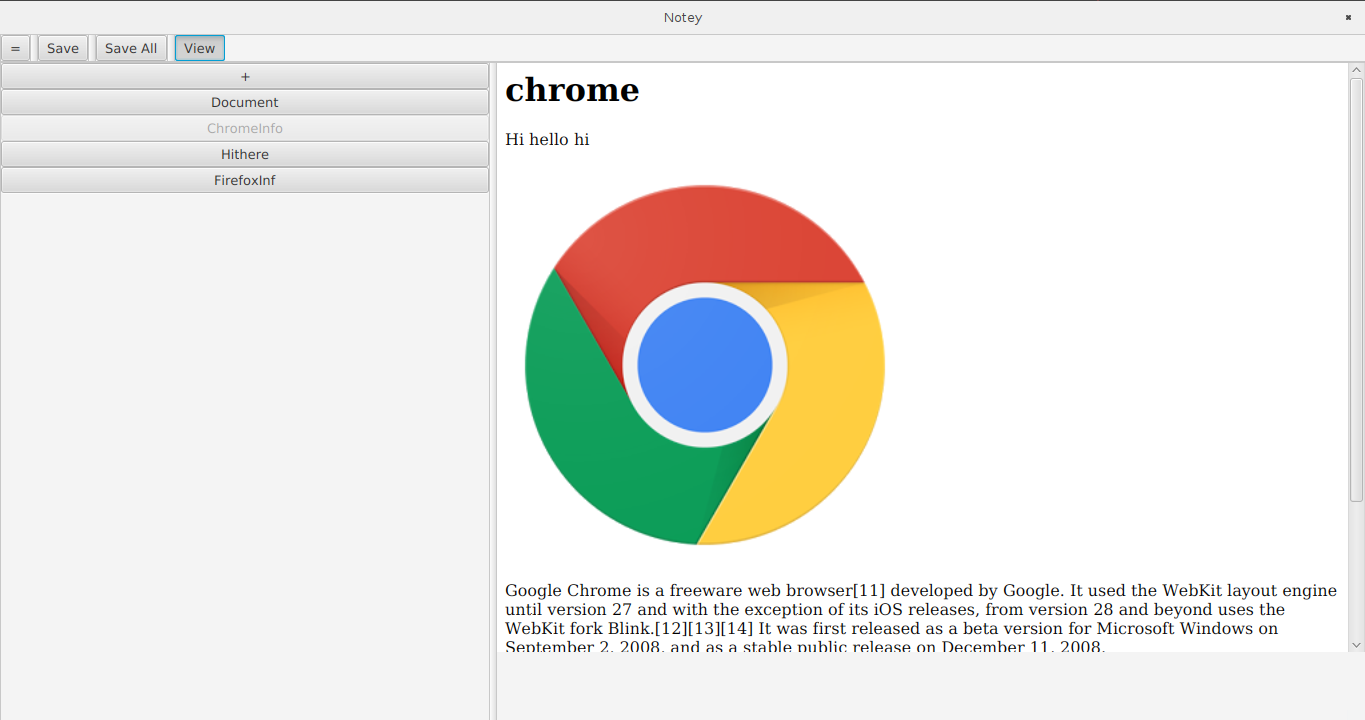 Notey
=
Save
Save All
View
+
Document
ChromeInfo
Hithere
FirefoxInf
chrome
Hi hello hi
Google Chrome is a freeware web browser[11] developed by Google. It used the WebKit layout engine
until version 27 and with the exception of its iOS releases, from version 28 and beyond uses the
WebKit fork Blink.[12][13][14] It was first released as a beta version for Microsoft Windows on
September 2, 2008, and as a stable public release on December 11, 2008.